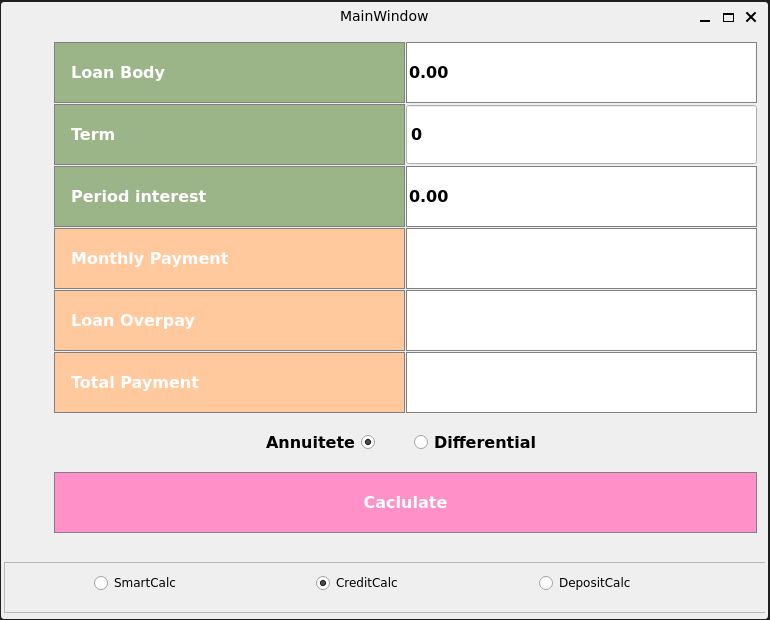 MainWindow
Loan Body 0.00
Term 0
Period interest 0.00
Monthly Payment
Loan Overpay
Total Payment
Annuitete Differential
Caclulate
SmartCalc CreditCalc DepositCalc